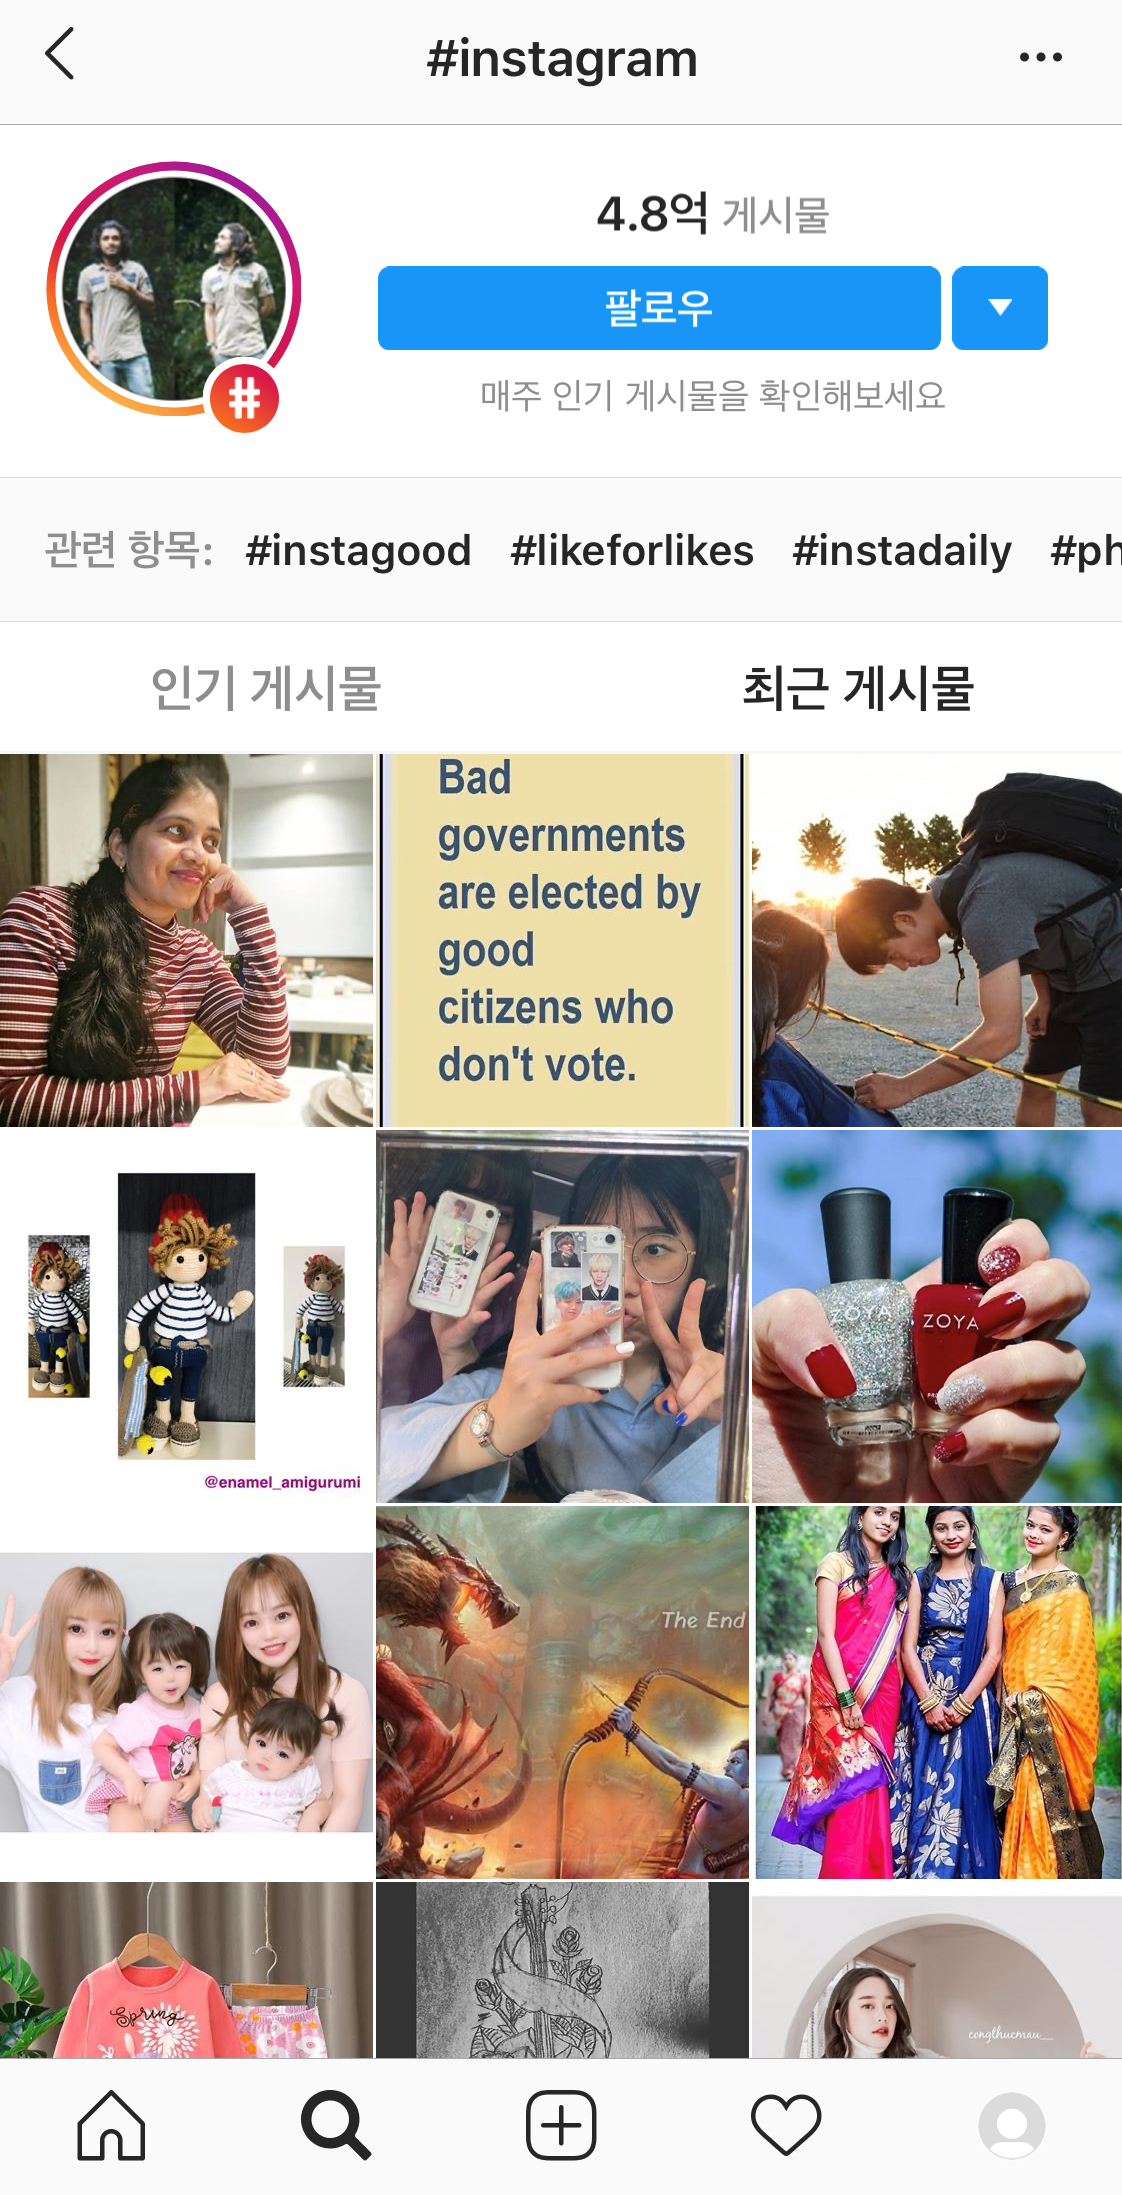 #instagram
4.8억 게시물
팔로우
매주 인기 게시물을 확인해보세요
관련 항목: #instagood #likeforlikes #instadaily #ph
인기 게시물 최근 게시물
Bad
governments
are elected by
good
citizens who
don't vote.
ZOYA ZOYA
@enamel_amigurumi
The End
Spring
congthucmau__